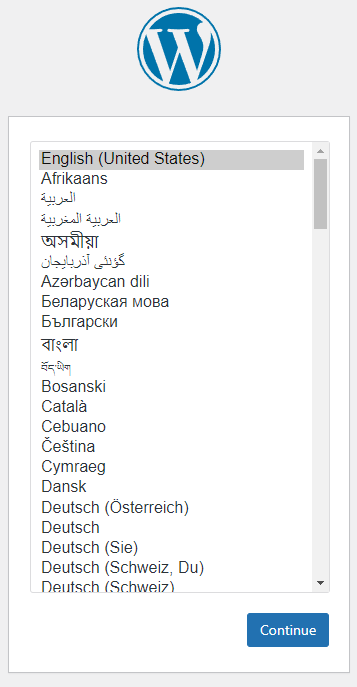 English (United States)
Afrikaans
العربية
العربية المغربية
অসমীয়া
گؤنئی آذربایجان
Azərbaycan dili
Беларуская мова
Български
বাংলা
བོད་ཡིག
Bosanski
Català
Cebuano
Čeština
Cymraeg
Dansk
Deutsch (Österreich)
Deutsch
Deutsch (Sie)
Deutsch (Schweiz, Du)
Deutsch (Schweiz)
Continue